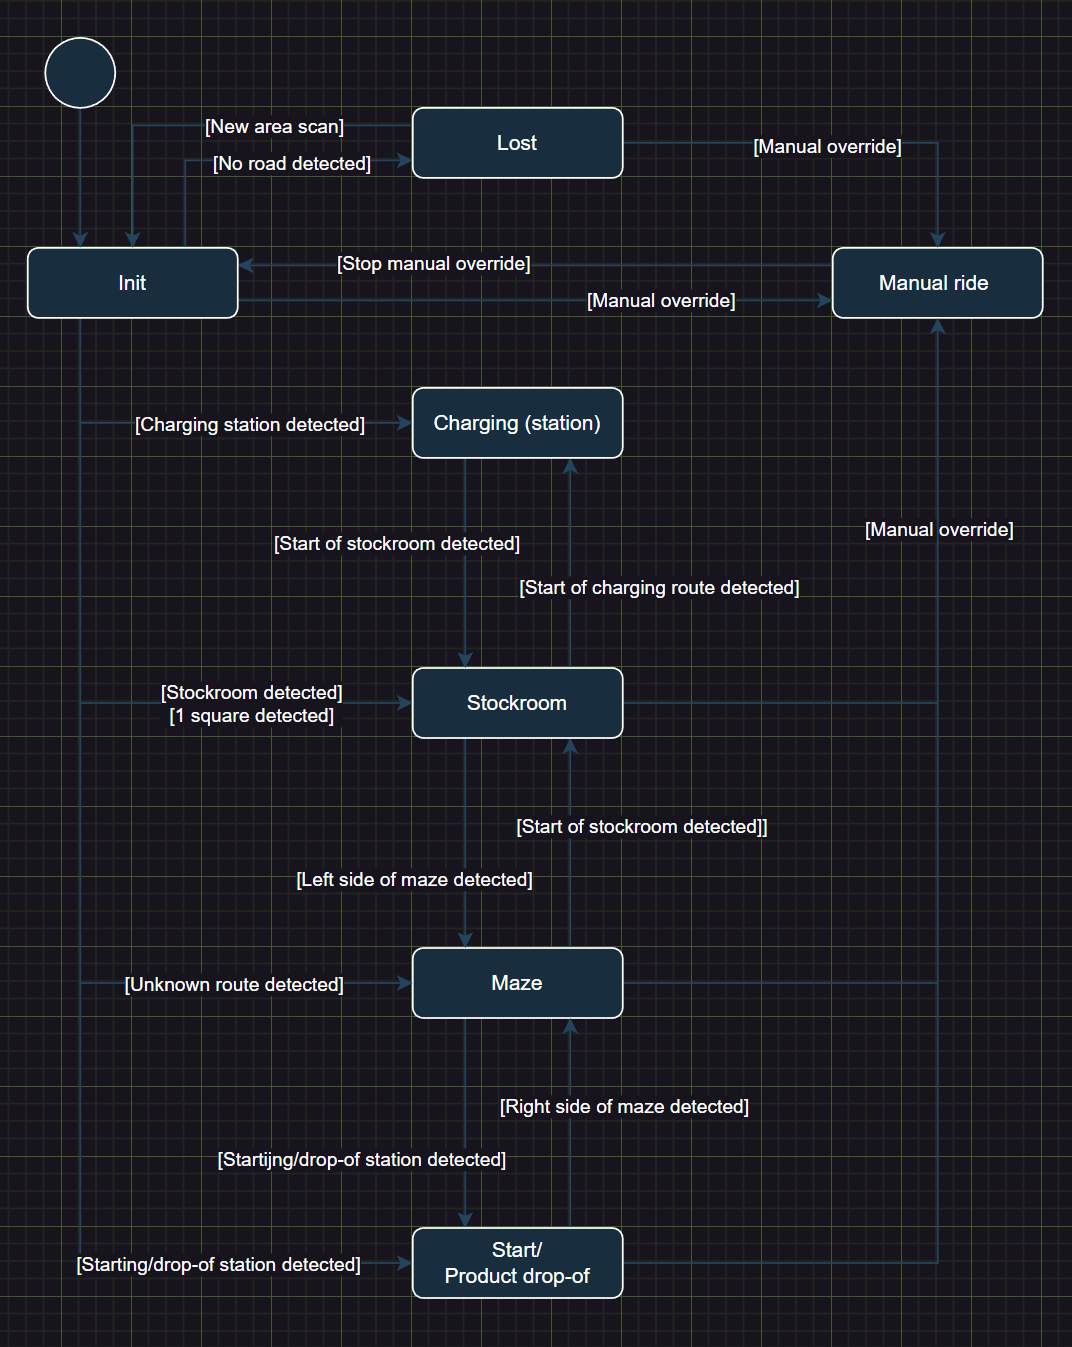 [New area scan]
Lost
[Manual override]
[No road detected]
Init
[Stop manual override]
Manual ride
[Manual override]
[Charging station detected]
Charging (station)
[Start of stockroom detected]
[Manual override]
[Start of charging route detected]
[Stockroom detected]
[1 square detected]
Stockroom
[Start of stockroom detected]]
[Left side of maze detected]
[Unknown route detected]
Maze
[Right side of maze detected]
[Startijng/drop-of station detected]
[Starting/drop-of station detected]
Start/
Product drop-of